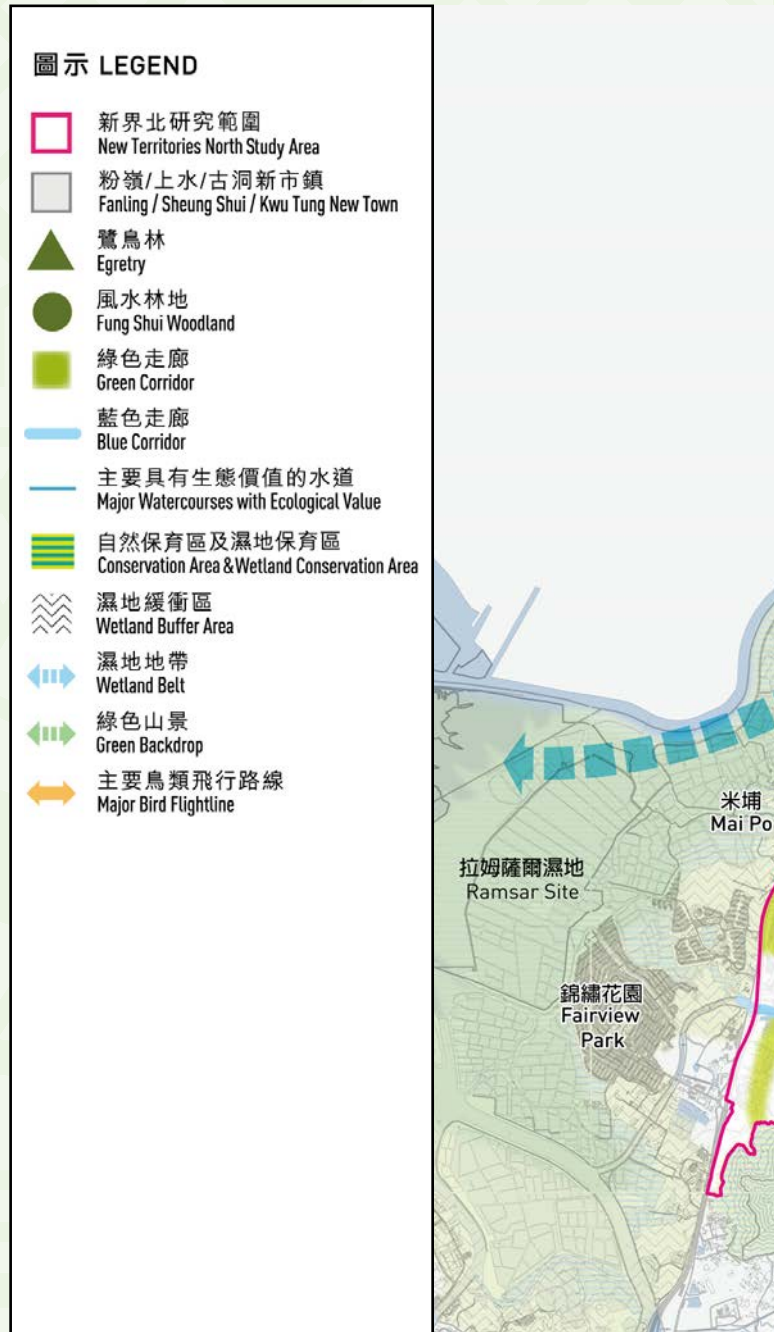 圖示 LEGEND
新界北研究範圍
New Territories North Study Area
粉嶺/上水/古洞新市鎮
Fanling / Sheung Shui / Kwu Tung New Town
鷺鳥林
Egretry
風水林地
Fung Shui Woodland
綠色走廊
Green Corridor
藍色走廊
Blue Corridor
主要具有生態價值的水道
Major Watercourses with Ecological Value
自然保育區及濕地保育區
Conservation Area & Wetland Conservation Area
濕地緩衝區
Wetland Buffer Area
濕地地帶
Wetland Belt
綠色山景
Green Backdrop
主要鳥類飛行路線
Major Bird Flightline
米埔
Mai Po
拉姆薩爾濕地
Ramsar Site
錦繡花園
Fairview
Park